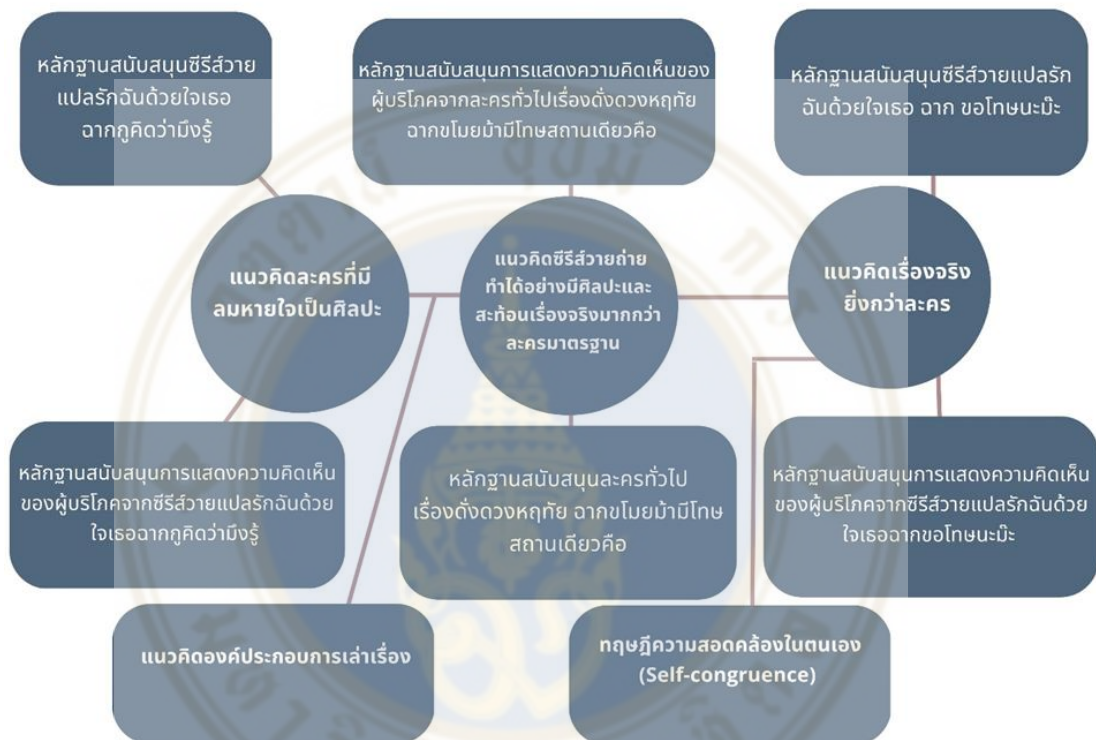 หลักฐานสนับสนุนซีรีส์วาย
แปลรักฉันด้วยใจเธอ
ฉากกูคิดว่ามึงรู้
หลักฐานสนับสนุนการแสดงความคิดเห็นของ
ผู้บริโภคจากละครทั่วไปเรื่องดั่งดวงหฤทัย
ฉากขโมยม้ามีโทษสถานเดียวคือ
หลักฐานสนับสนุนซีรีส์วายแปลรัก
ฉันด้วยใจเธอ ฉาก ขอโทษนะม๊ะ
แนวคิดละครที่มี
ลมหายใจเป็นศิลปะ
แนวคิดซีรีส์วายถ่าย
ทำได้อย่างมีศิลปะและ
สะท้อนเรื่องจริงมากกว่า
ละครมาตรฐาน
แนวคิดเรื่องจริง
ยิ่งกว่าละคร
หลักฐานสนับสนุนการแสดงความคิดเห็น
ของผู้บริโภคจากซีรีส์วายแปลรักฉันด้วย
ใจเธอฉากกูคิดว่ามึงรู้
หลักฐานสนับสนุนละครทั่วไป
เรื่องดั่งดวงหฤทัย ฉากขโมยม้ามีโทษ
สถานเดียวคือ
หลักฐานสนับสนุนการแสดงความคิดเห็น
ของผู้บริโภคจากซีรีส์วายแปลรักฉันด้วย
ใจเธอฉากขอโทษนะม๊ะ
แนวคิดองค์ประกอบการเล่าเรื่อง
ทฤษฎีความสอดคล้องในตนเอง
(Self-congruence)